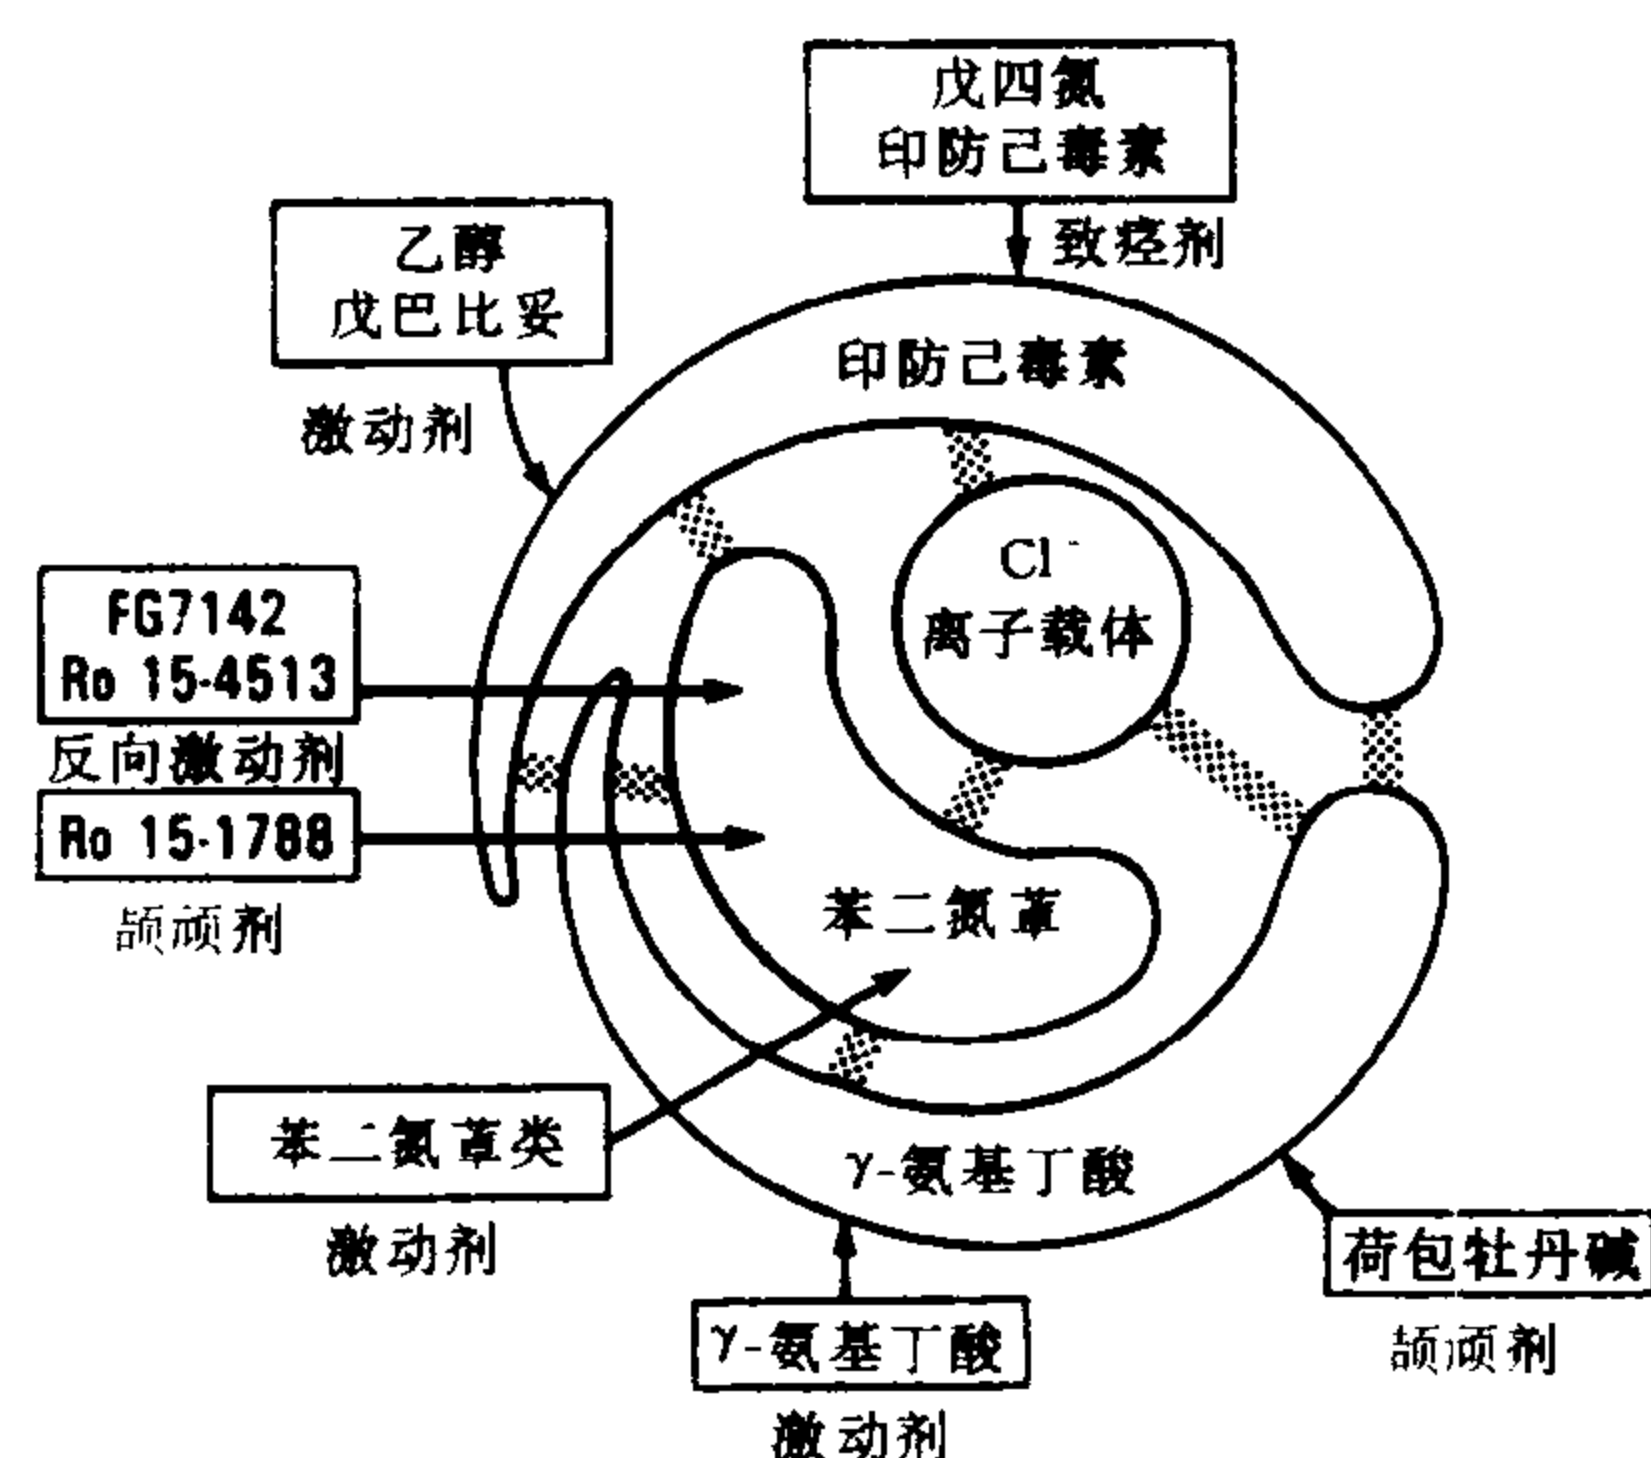 戊四氮
印防己毒素
致痉剂
乙醇
戊巴比妥
激动剂
印防己毒素
Cl⁻
离子载体
FG7142
Ro 15-4513
反向激动剂
Ro 15-1788
颉颃剂
苯二氮䓬
苯二氮䓬类
激动剂
γ-氨基丁酸
荷包牡丹碱
颉颃剂
γ-氨基丁酸
激动剂